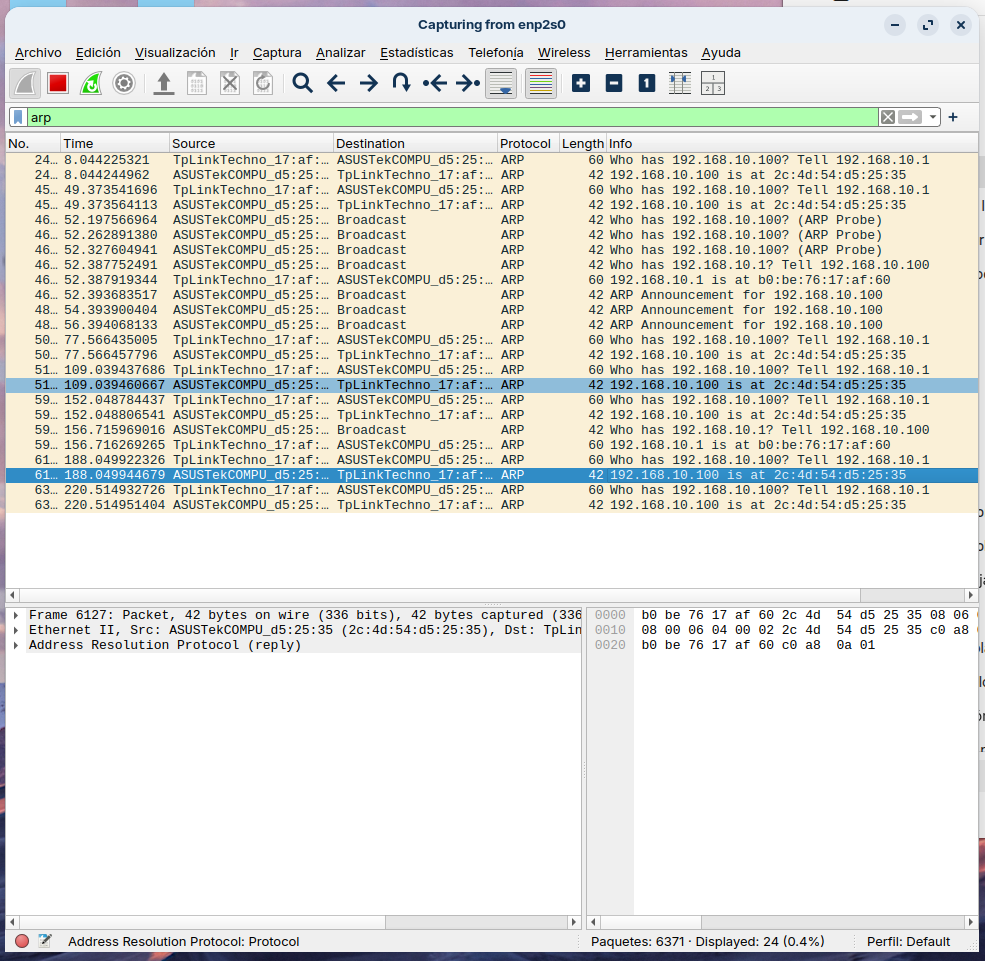 Capturing from enp2s0
Archivo Edición Visualización Ir Captura Analizar Estadísticas Telefonía Wireless Herramientas Ayuda
arp
No. Time Source Destination Protocol Length Info
24… 8.044225321 TpLinkTechno_17:af:… ASUSTekCOMPU_d5:25:… ARP 60 Who has 192.168.10.100? Tell 192.168.10.1
24… 8.044244962 ASUSTekCOMPU_d5:25:… TpLinkTechno_17:af:… ARP 42 192.168.10.100 is at 2c:4d:54:d5:25:35
45… 49.373541696 TpLinkTechno_17:af:… ASUSTekCOMPU_d5:25:… ARP 60 Who has 192.168.10.100? Tell 192.168.10.1
45… 49.373564113 ASUSTekCOMPU_d5:25:… TpLinkTechno_17:af:… ARP 42 192.168.10.100 is at 2c:4d:54:d5:25:35
46… 52.197566964 ASUSTekCOMPU_d5:25:… Broadcast ARP 42 Who has 192.168.10.100? (ARP Probe)
46… 52.262891380 ASUSTekCOMPU_d5:25:… Broadcast ARP 42 Who has 192.168.10.100? (ARP Probe)
46… 52.327604941 ASUSTekCOMPU_d5:25:… Broadcast ARP 42 Who has 192.168.10.100? (ARP Probe)
46… 52.387752491 ASUSTekCOMPU_d5:25:… Broadcast ARP 42 Who has 192.168.10.1? Tell 192.168.10.100
46… 52.387919344 TpLinkTechno_17:af:… ASUSTekCOMPU_d5:25:… ARP 60 192.168.10.1 is at b0:be:76:17:af:60
46… 52.393683517 ASUSTekCOMPU_d5:25:… Broadcast ARP 42 ARP Announcement for 192.168.10.100
48… 54.393900404 ASUSTekCOMPU_d5:25:… Broadcast ARP 42 ARP Announcement for 192.168.10.100
48… 56.394068133 ASUSTekCOMPU_d5:25:… Broadcast ARP 42 ARP Announcement for 192.168.10.100
50… 77.566435005 TpLinkTechno_17:af:… ASUSTekCOMPU_d5:25:… ARP 60 Who has 192.168.10.100? Tell 192.168.10.1
50… 77.566457796 ASUSTekCOMPU_d5:25:… TpLinkTechno_17:af:… ARP 42 192.168.10.100 is at 2c:4d:54:d5:25:35
51… 109.039437686 TpLinkTechno_17:af:… ASUSTekCOMPU_d5:25:… ARP 60 Who has 192.168.10.100? Tell 192.168.10.1
51… 109.039460667 ASUSTekCOMPU_d5:25:… TpLinkTechno_17:af:… ARP 42 192.168.10.100 is at 2c:4d:54:d5:25:35
59… 152.048784437 TpLinkTechno_17:af:… ASUSTekCOMPU_d5:25:… ARP 60 Who has 192.168.10.100? Tell 192.168.10.1
59… 152.048806541 ASUSTekCOMPU_d5:25:… TpLinkTechno_17:af:… ARP 42 192.168.10.100 is at 2c:4d:54:d5:25:35
59… 156.715969016 ASUSTekCOMPU_d5:25:… Broadcast ARP 42 Who has 192.168.10.1? Tell 192.168.10.100
59… 156.716269265 TpLinkTechno_17:af:… ASUSTekCOMPU_d5:25:… ARP 60 192.168.10.1 is at b0:be:76:17:af:60
61… 188.049922326 TpLinkTechno_17:af:… ASUSTekCOMPU_d5:25:… ARP 60 Who has 192.168.10.100? Tell 192.168.10.1
61… 188.049944679 ASUSTekCOMPU_d5:25:… TpLinkTechno_17:af:… ARP 42 192.168.10.100 is at 2c:4d:54:d5:25:35
63… 220.514932726 TpLinkTechno_17:af:… ASUSTekCOMPU_d5:25:… ARP 60 Who has 192.168.10.100? Tell 192.168.10.1
63… 220.514951404 ASUSTekCOMPU_d5:25:… TpLinkTechno_17:af:… ARP 42 192.168.10.100 is at 2c:4d:54:d5:25:35
Frame 6127: Packet, 42 bytes on wire (336 bits), 42 bytes captured (336
Ethernet II, Src: ASUSTekCOMPU_d5:25:35 (2c:4d:54:d5:25:35), Dst: TpLin
Address Resolution Protocol (reply)
0000 b0 be 76 17 af 60 2c 4d 54 d5 25 35 08 06
0010 08 00 06 04 00 02 2c 4d 54 d5 25 35 c0 a8
0020 b0 be 76 17 af 60 c0 a8 0a 01
Address Resolution Protocol: Protocol
Paquetes: 6371 · Displayed: 24 (0.4%)
Perfil: Default